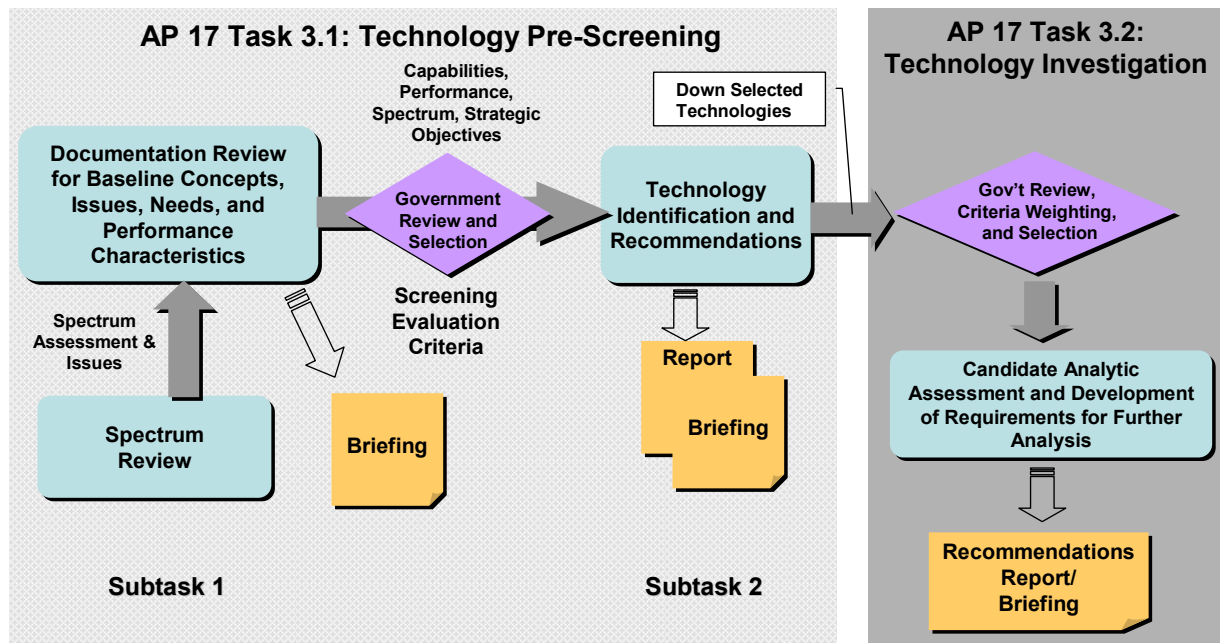 AP 17 Task 3.1: Technology Pre-Screening
Capabilities,
Performance,
Spectrum, Strategic
Objectives
Documentation Review
for Baseline Concepts,
Issues, Needs, and
Performance
Characteristics
Government
Review and
Selection
Screening
Evaluation
Criteria
Technology
Identification and
Recommendations
Down Selected
Technologies
Spectrum
Assessment &
Issues
Spectrum
Review
Briefing
Report
Briefing
Subtask 1
Subtask 2
AP 17 Task 3.2:
Technology Investigation
Gov’t Review,
Criteria Weighting,
and Selection
Candidate Analytic
Assessment and Development
of Requirements for Further
Analysis
Recommendations
Report/
Briefing